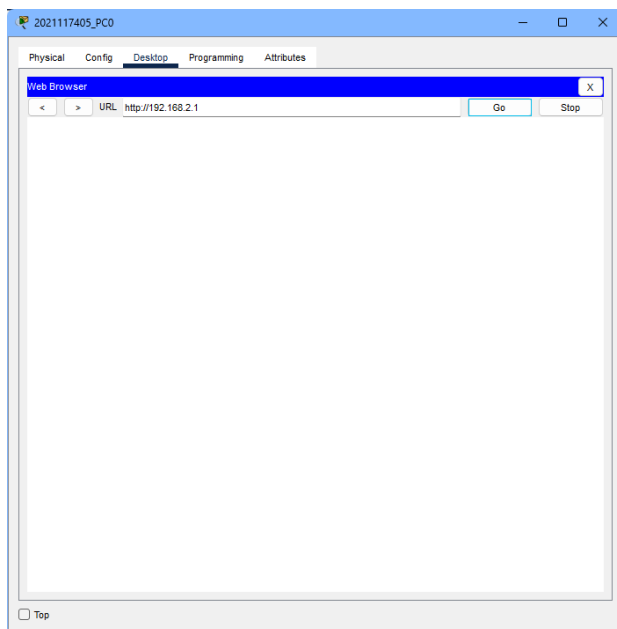 2021117405_PC0
Physical Config Desktop Programming Attributes
Web Browser X
< > URL http://192.168.2.1 Go Stop
Top